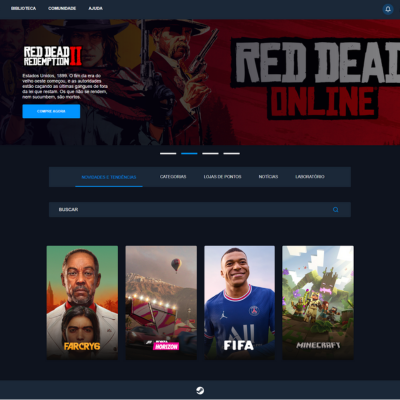 BIBLIOTECA COMUNIDADE AJUDA
RED DEAD
REDEMPTION II
Estados Unidos, 1899. O fim da era do
velho oeste começou, e as autoridades
estão caçando as últimas gangues de fora
da lei que restam. Os que não se rendem,
nem sucumbem, são mortos.
COMPRE AGORA
RED DEAD
ONLINE
NOVIDADES E TENDÊNCIAS CATEGORIAS LOJAS DE PONTOS NOTÍCIAS LABORATÓRIO
BUSCAR
FARCRY6
HORIZON
FIFA
MINECRAFT